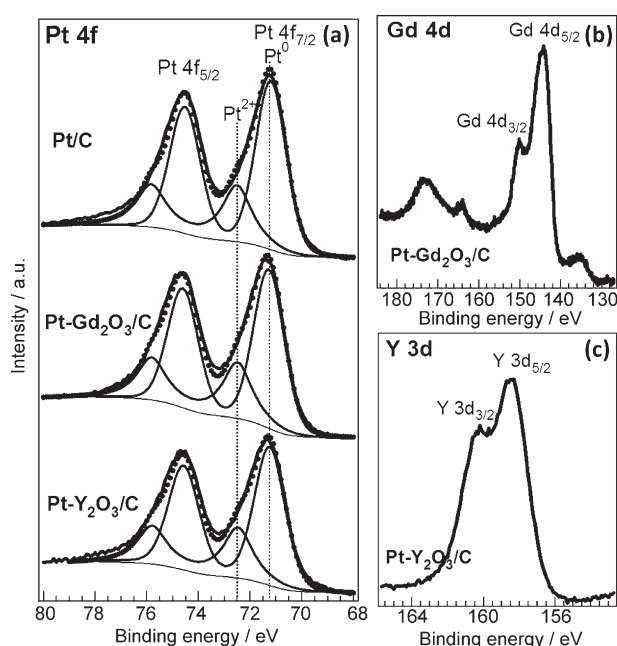 Pt 4f
Pt 4f7/2
(a)
Pt0
Pt 4f5/2
Pt2+
Pt/C
Pt-Gd2O3/C
Pt-Y2O3/C
Intensity / a.u.
80 78 76 74 72 70 68
Binding energy / eV
Gd 4d
Gd 4d5/2
(b)
Gd 4d3/2
Pt-Gd2O3/C
180 170 160 150 140 130
Binding energy / eV
Y 3d
(c)
Y 3d5/2
Y 3d3/2
Pt-Y2O3/C
164 160 156
Binding energy / eV